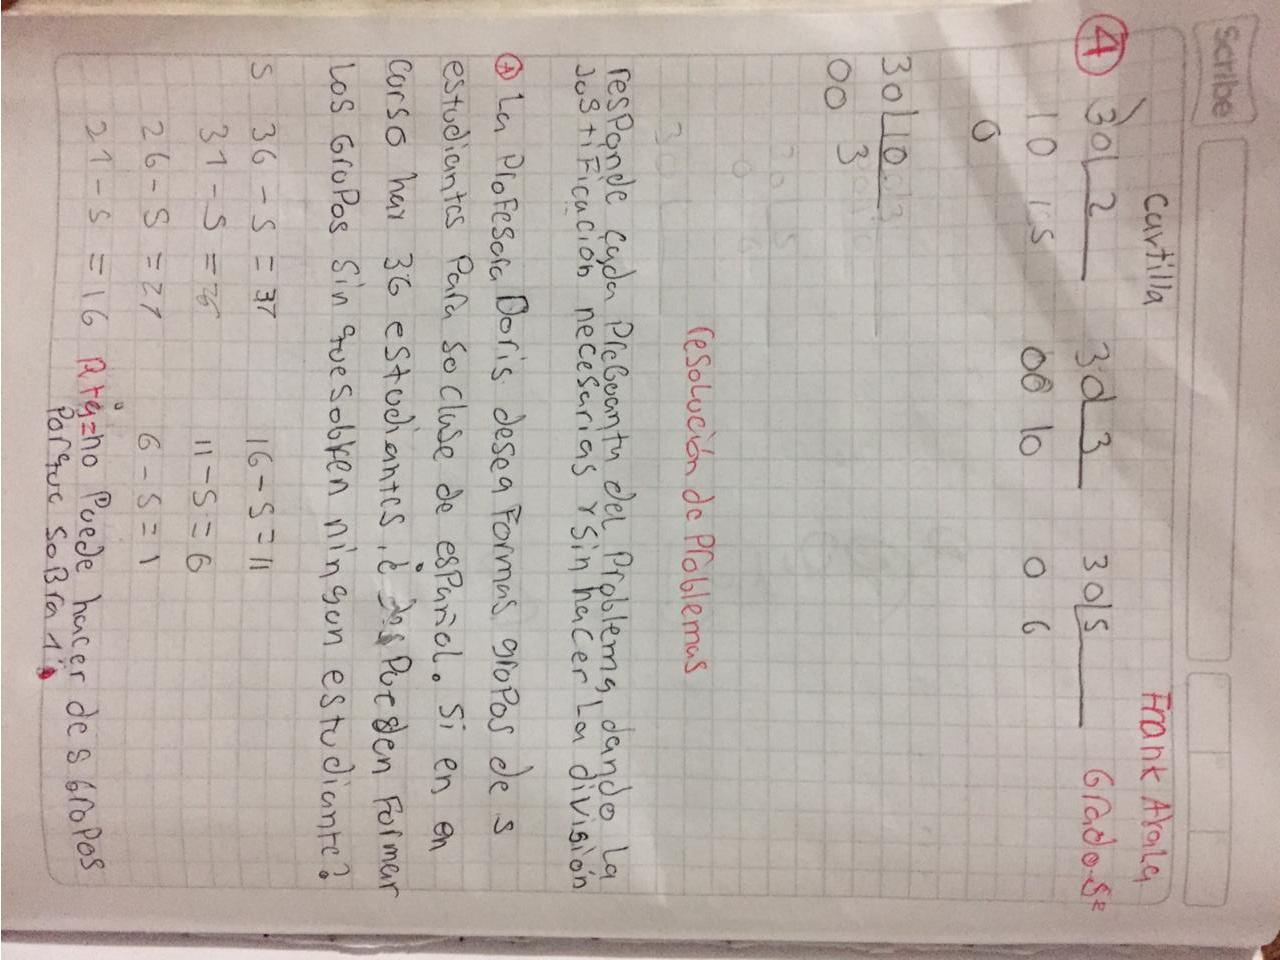 scribe
Cartilla Frank Ayala
4 30 2 30 3 30 5 Grado-5=
10 15 00 10 0 6
0
30 10
00 3
resolución de Problemas
responde cada Pregunta del Problema, dando La
Justificación necesarias y sin hacer La división
1 La Profesora Doris desea Formas grupos de 5
estudiantes Para su clase de español. Si en en
curso hay 36 estudiantes, ¿ Pueden Formar
Los Grupos sin que sobren ningun estudiante?
5 36 - 5 = 31 16 - 5 = 11
31 - 5 = 26 11 - 5 = 6
26 - 5 = 21 6 - 5 = 1
21 - 5 = 16 Rta=no Puede hacer de 5 Grupos
Porque sobra 1.